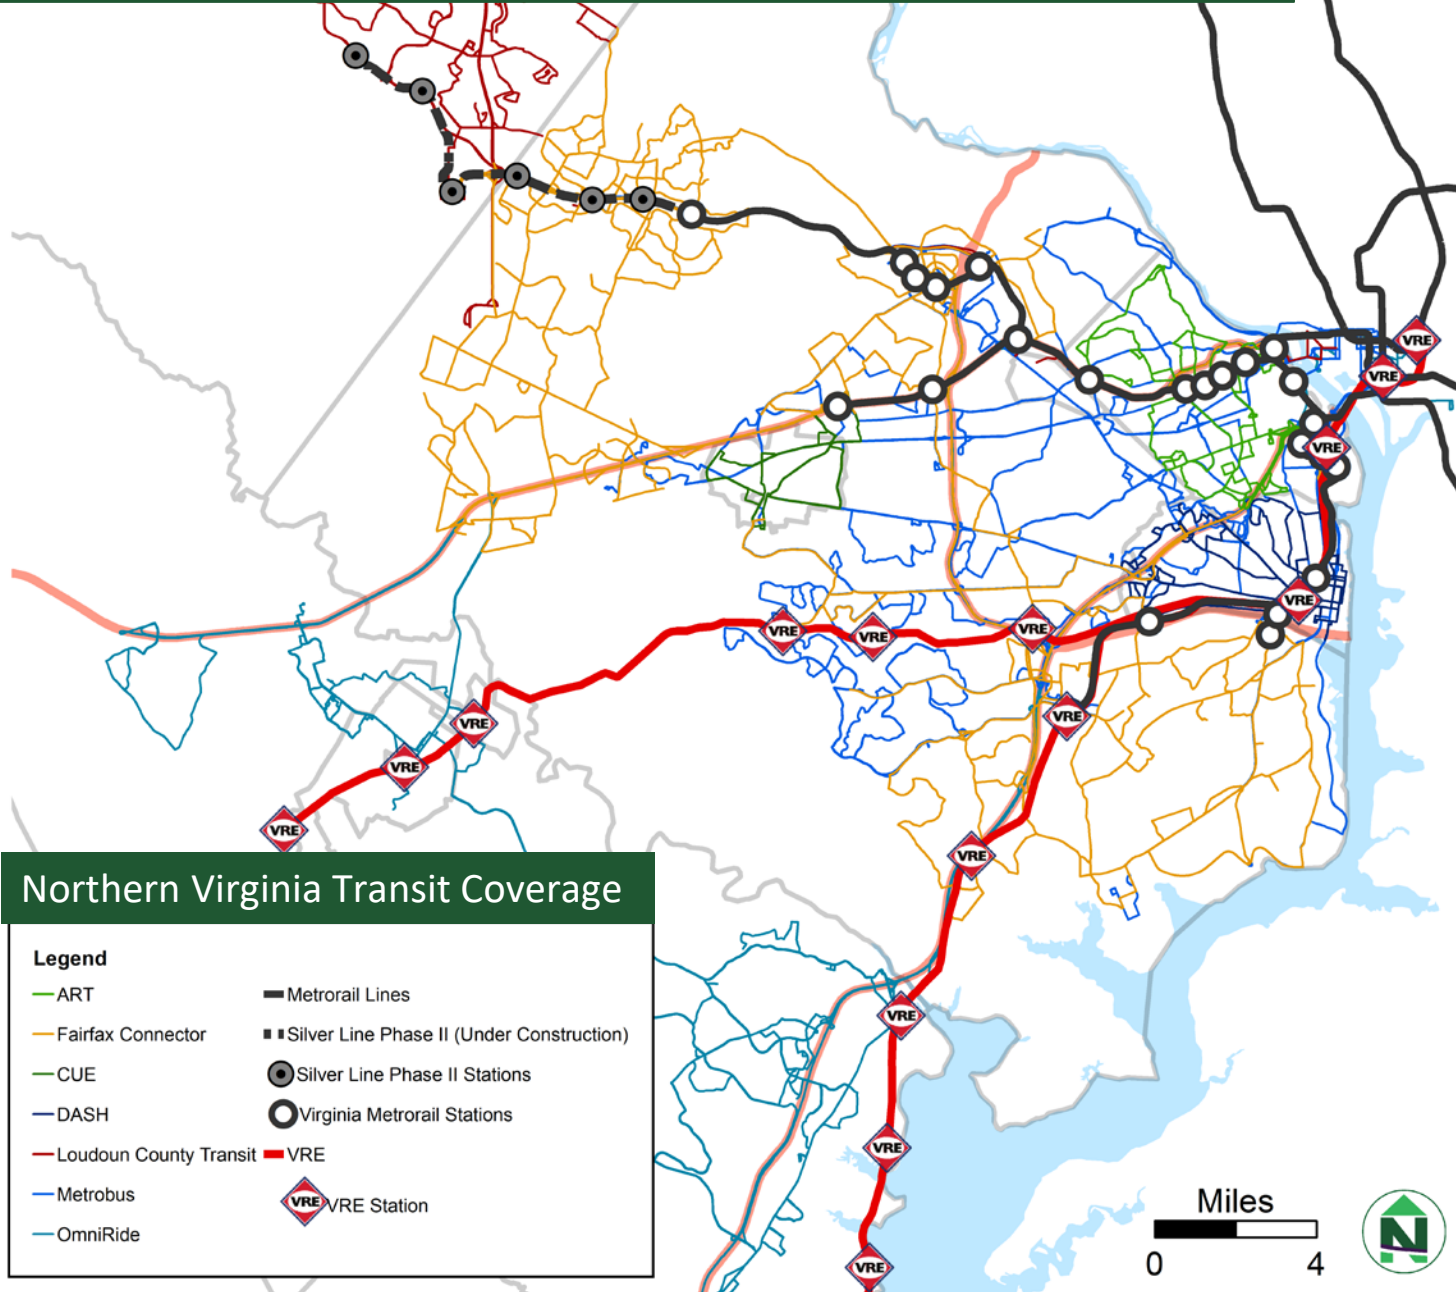 VRE
VRE
VRE
VRE
VRE
VRE
VRE
VRE
VRE
VRE
VRE
VRE
VRE
Northern Virginia Transit Coverage
Legend
ART
Metrorail Lines
Fairfax Connector
Silver Line Phase II (Under Construction)
CUE
Silver Line Phase II Stations
DASH
Virginia Metrorail Stations
Loudoun County Transit
VRE
Metrobus
VRE
VRE Station
OmniRide
VRE
VRE
Miles
0
4
N